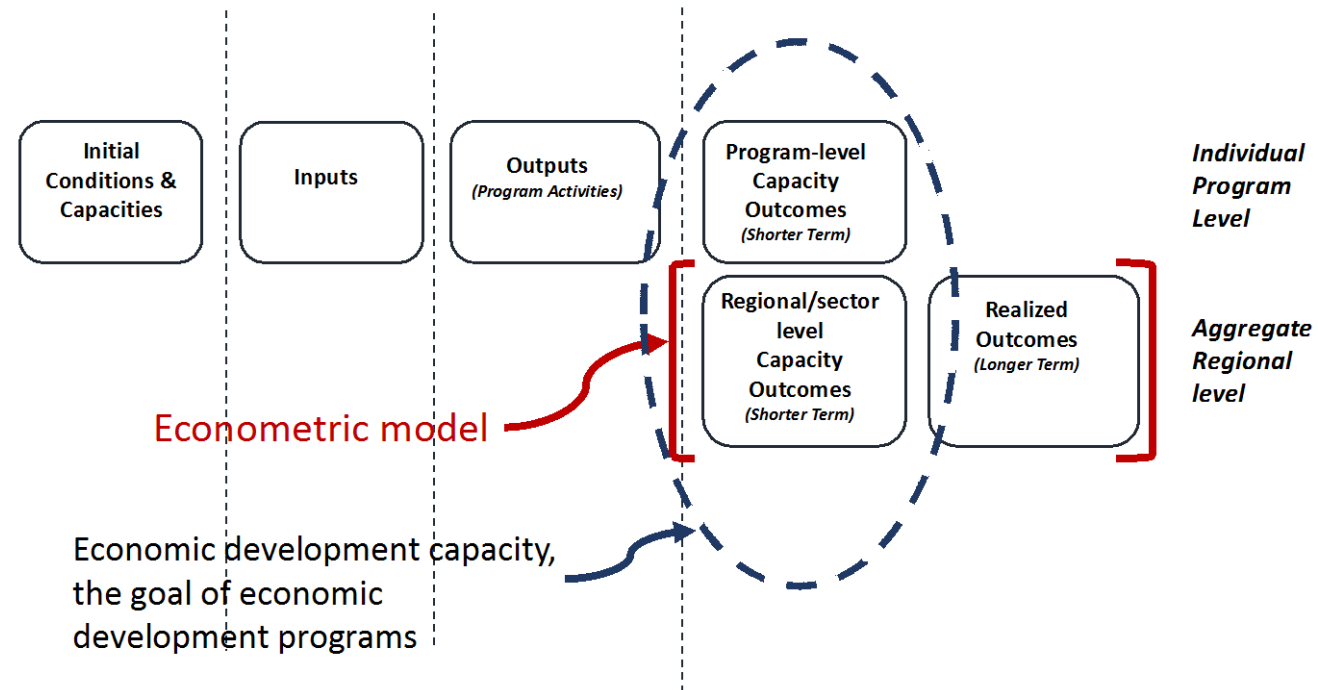 Initial
Conditions &
Capacities
Inputs
Outputs
(Program Activities)
Program-level
Capacity
Outcomes
(Shorter Term)
Individual
Program
Level
Regional/sector
level
Capacity
Outcomes
(Shorter Term)
Realized
Outcomes
(Longer Term)
Aggregate
Regional
level
Econometric model
Economic development capacity,
the goal of economic
development programs